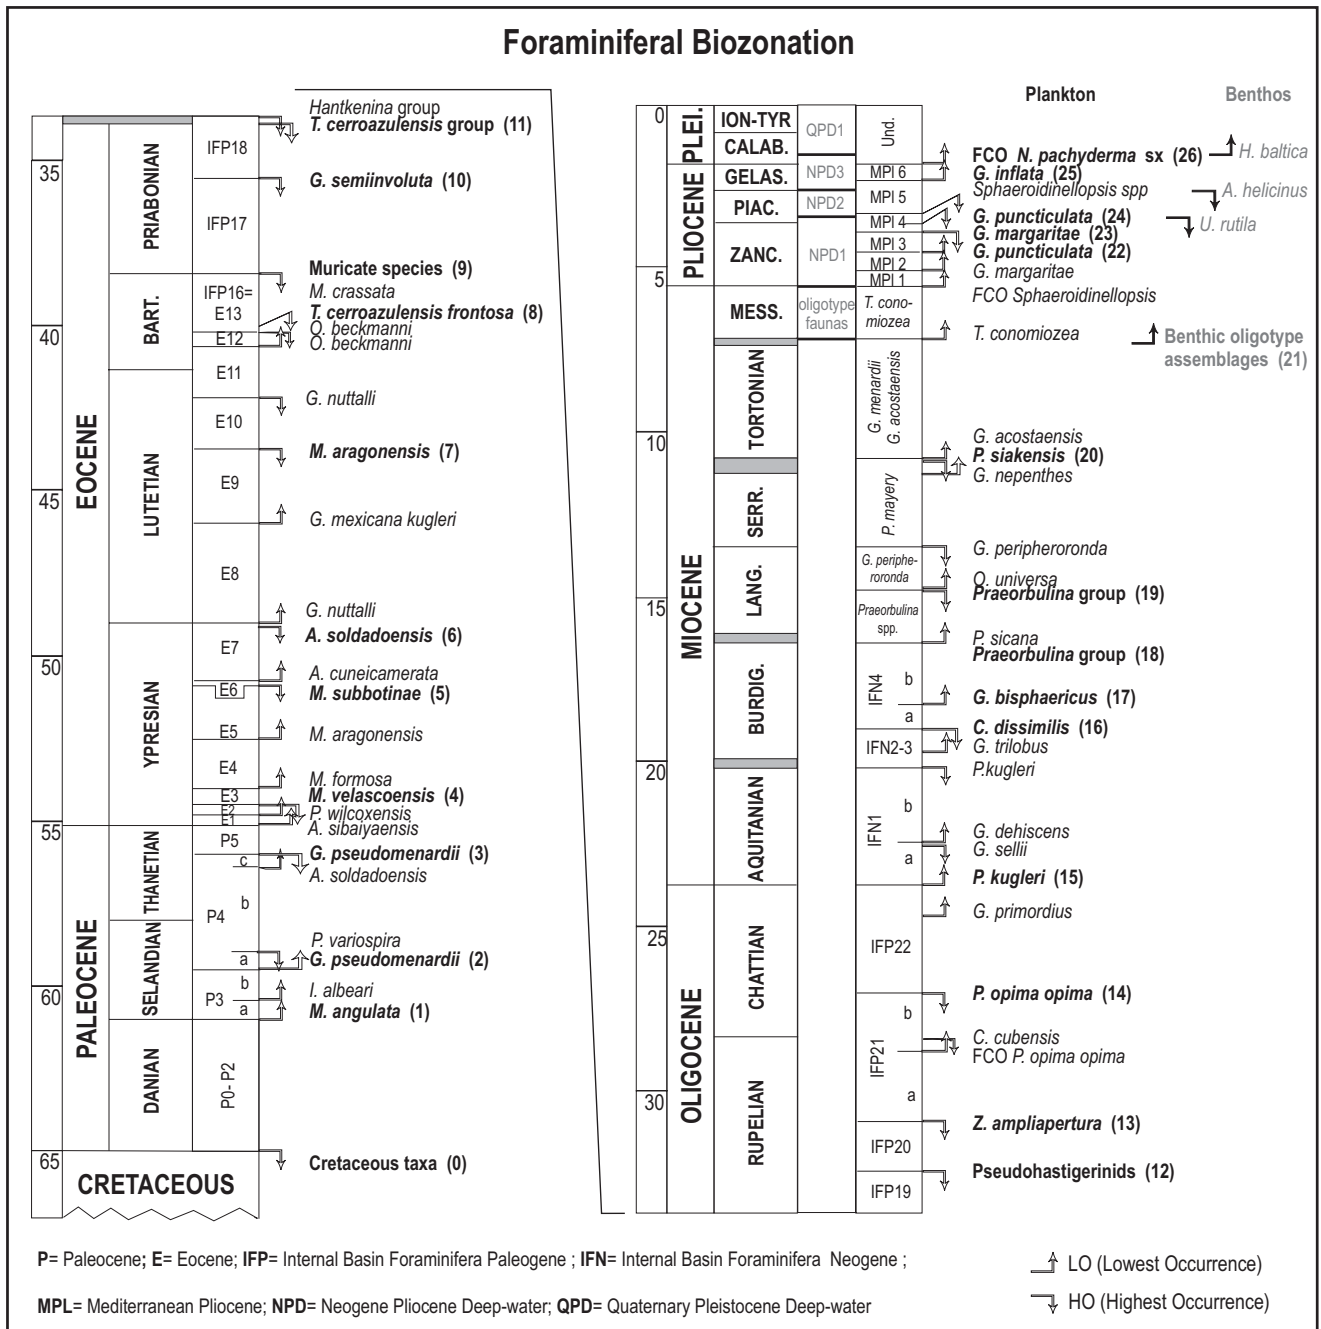 Foraminiferal Biozonation
Hantkenina group
T. cerroazulensis group (11)
IFP18
35
G. semiinvoluta (10)
PRIABONIAN
IFP17
Muricate species (9)
M. crassata
IFP16=
E13
T. cerroazulensis frontosa (8)
BART.
40
E12
O. beckmanni
O. beckmanni
E11
EOCENE
G. nuttalli
E10
M. aragonensis (7)
LUTETIAN
E9
45
G. mexicana kugleri
E8
G. nuttalli
A. soldadoensis (6)
E7
50
A. cuneicamerata
E6
M. subbotinae (5)
YPRESIAN
E5
M. aragonensis
E4
M. formosa
E3
M. velascoensis (4)
E2
P. wilcoxensis
E1
A. sibaiyaensis
55
P5
G. pseudomenardii (3)
c
A. soldadoensis
THANETIAN
b
P4
PALEOCENE
P. variospira
a
G. pseudomenardii (2)
SELANDIAN
b
I. albeari
60
P3
a
M. angulata (1)
DANIAN
P0- P2
65
Cretaceous taxa (0)
CRETACEOUS
Plankton
Benthos
0
PLEI.
ION-TYR
QPD1
Und.
CALAB.
FCO N. pachyderma sx (26)
H. baltica
PLIOCENE
GELAS.
NPD3
MPl 6
G. inflata (25)
Sphaeroidinellopsis spp
A. helicinus
PIAC.
NPD2
MPl 5
MPl 4
G. puncticulata (24)
U. rutila
G. margaritae (23)
ZANC.
NPD1
MPl 3
G. puncticulata (22)
MPl 2
G. margaritae
5
MPl 1
FCO Sphaeroidinellopsis
MESS.
oligotype
faunas
T. cono-
miozea
T. conomiozea
Benthic oligotype
assemblages (21)
TORTONIAN
G. menardii
G. acostaensis
10
G. acostaensis
P. siakensis (20)
G. nepenthes
MIOCENE
SERR.
P. mayery
G. peripheroronda
LANG.
G. periphe-
roronda
O. universa
Praeorbulina group (19)
15
Praeorbulina
spp.
P. sicana
Praeorbulina group (18)
BURDIG.
IFN4
b
G. bisphaericus (17)
a
C. dissimilis (16)
IFN2-3
G. trilobus
20
P.kugleri
AQUITANIAN
IFN1
b
G. dehiscens
G. sellii
a
P. kugleri (15)
G. primordius
25
OLIGOCENE
CHATTIAN
IFP22
P. opima opima (14)
IFP21
b
C. cubensis
FCO P. opima opima
a
30
RUPELIAN
Z. ampliapertura (13)
IFP20
Pseudohastigerinids (12)
IFP19
P= Paleocene; E= Eocene; IFP= Internal Basin Foraminifera Paleogene ; IFN= Internal Basin Foraminifera Neogene ;
MPL= Mediterranean Pliocene; NPD= Neogene Pliocene Deep-water; QPD= Quaternary Pleistocene Deep-water
LO (Lowest Occurrence)
HO (Highest Occurrence)